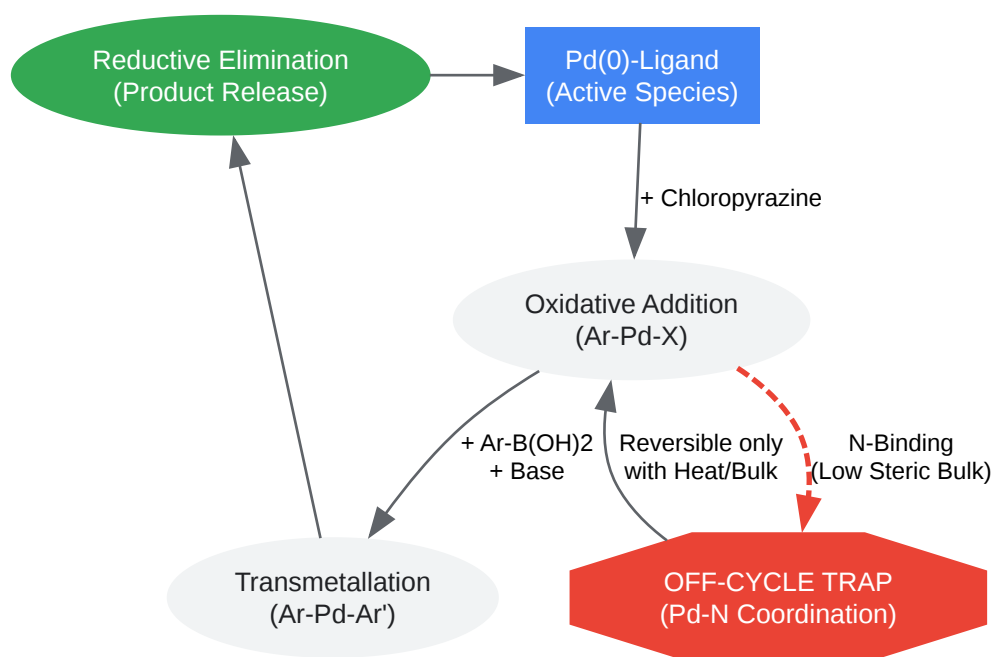 Reductive Elimination
(Product Release)
Pd(0)-Ligand
(Active Species)
+ Chloropyrazine
Oxidative Addition
(Ar-Pd-X)
+ Ar-B(OH)2
+ Base
Reversible only
with Heat/Bulk
N-Binding
(Low Steric Bulk)
Transmetallation
(Ar-Pd-Ar')
OFF-CYCLE TRAP
(Pd-N Coordination)